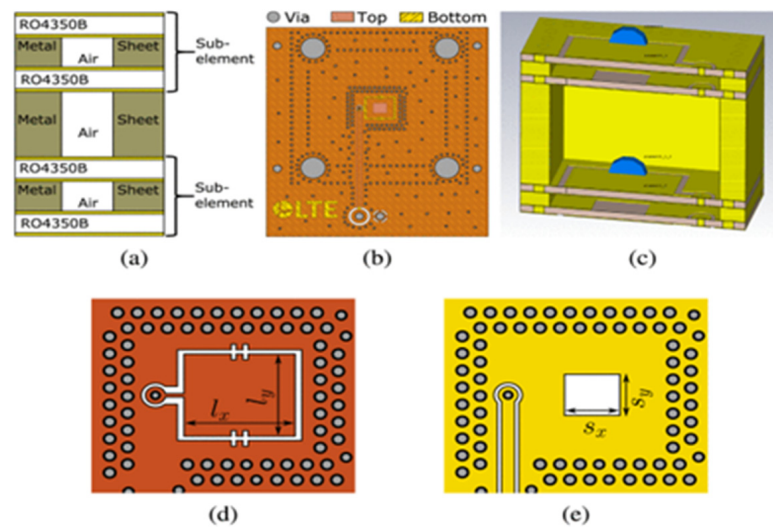 RO4350B
Metal Air Sheet
RO4350B
Sub-
element
Metal Air Sheet
RO4350B
Metal Air Sheet
RO4350B
Sub-
element
(a)
Via Top Bottom
LTE
(b)
(c)
l_x
l_y
(d)
s_x
s_y
(e)